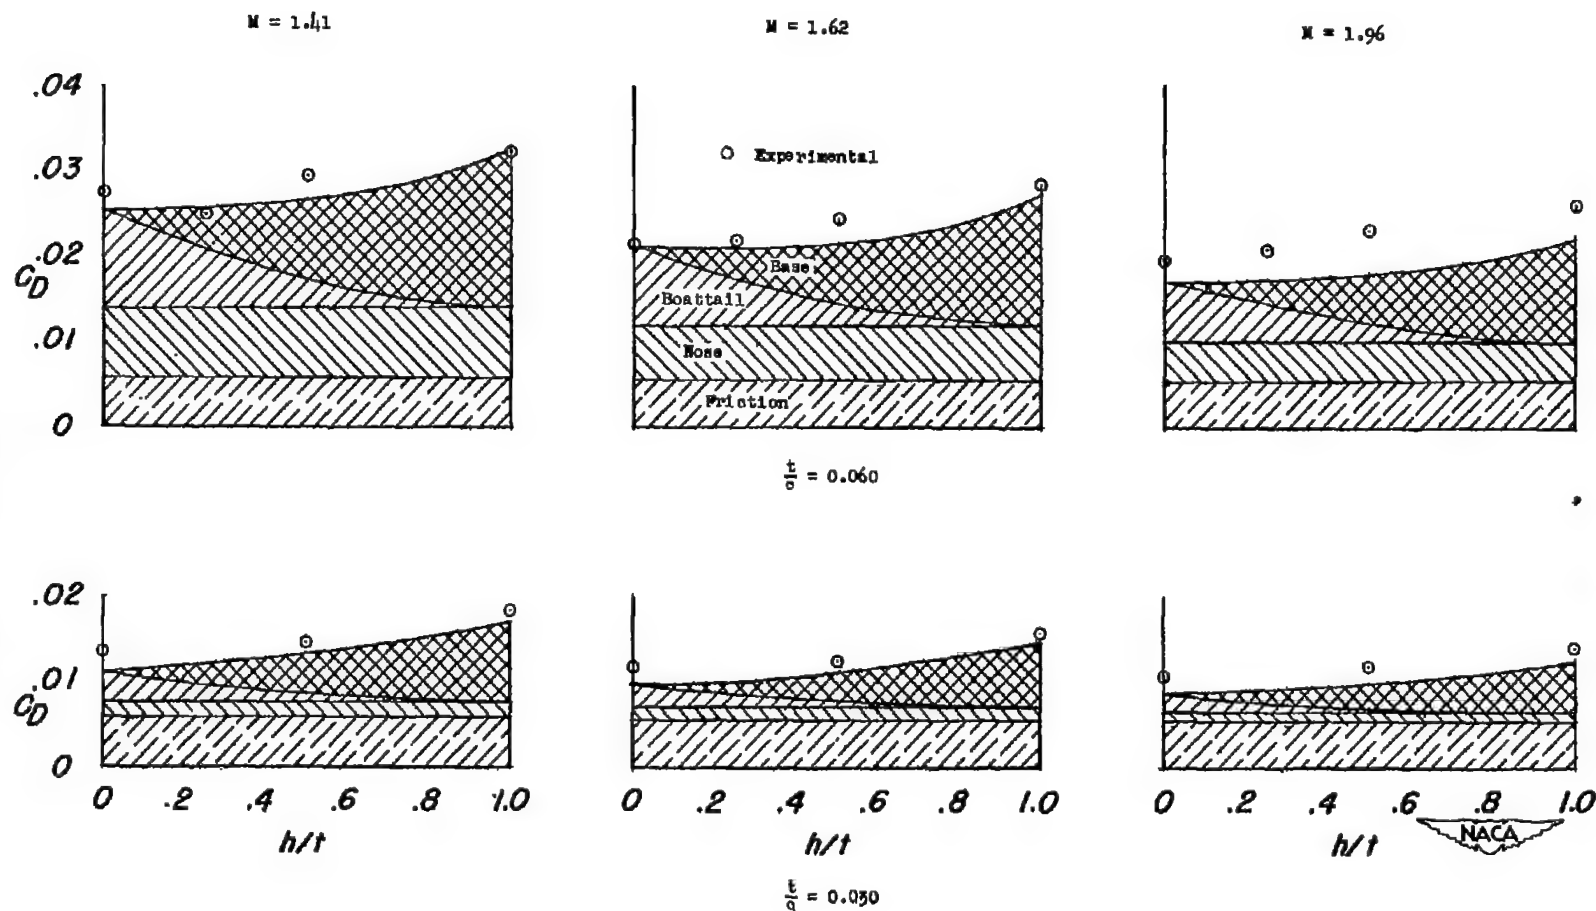 M = 1.41
M = 1.62
M = 1.96
.04
.03
.02
.01
0
C_D
Experimental
Base
Boattail
Nose
Friction
t/c = 0.060
.02
.01
0
C_D
0 .2 .4 .6 .8 1.0
0 .2 .4 .6 .8 1.0
0 .2 .4 .6 .8 1.0
h/t
h/t
h/t
NACA
t/c = 0.030